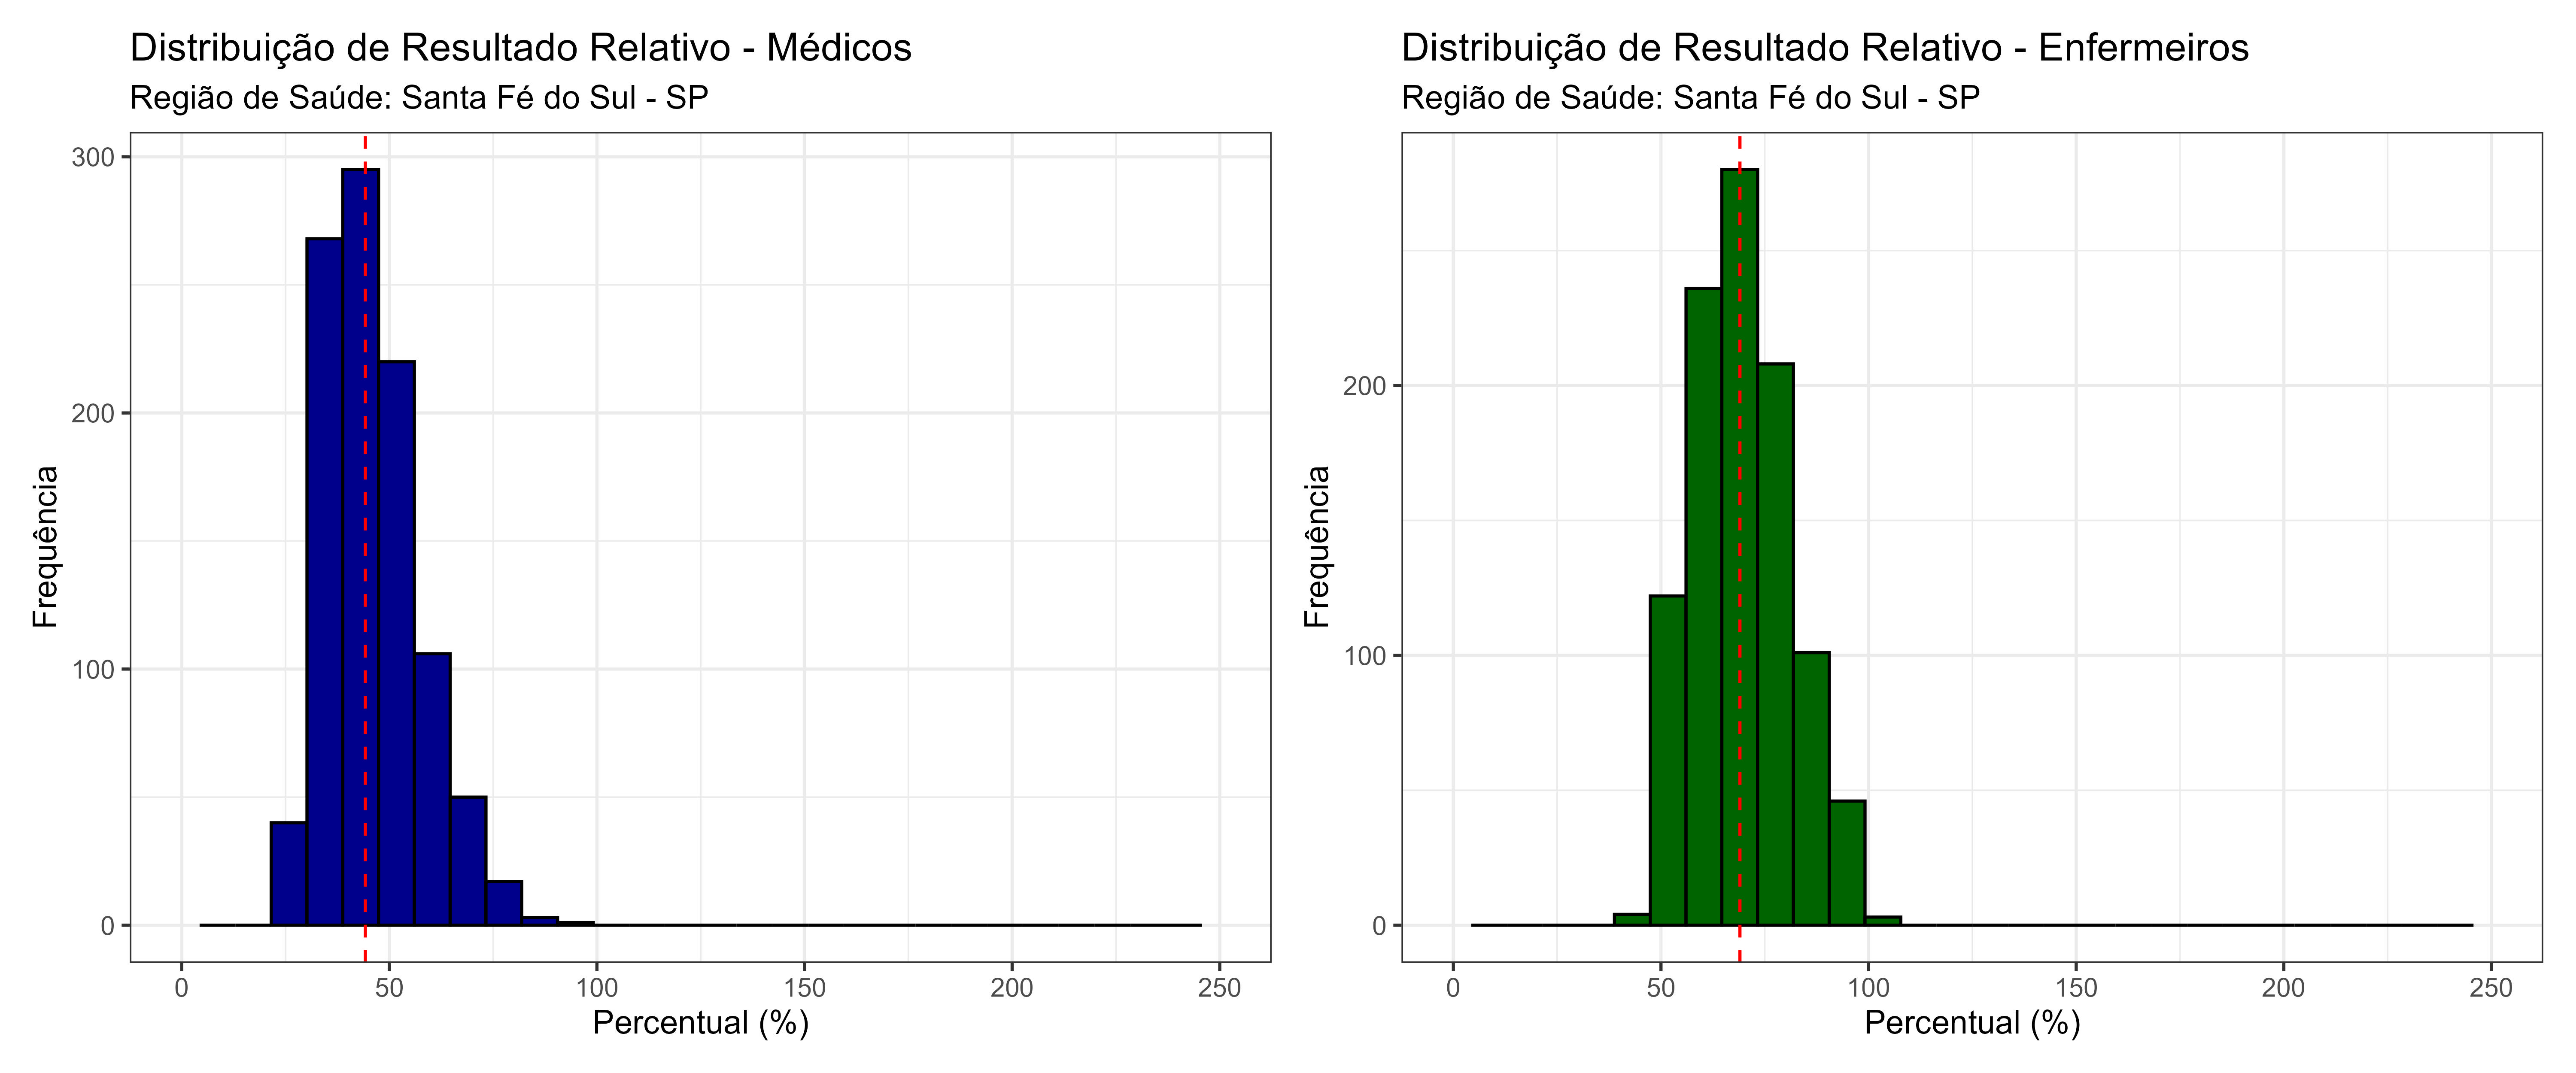 Distribuição de Resultado Relativo - Médicos
Região de Saúde: Santa Fé do Sul - SP
300
200
100
0
Frequência
0 50 100 150 200 250
Percentual (%)
Distribuição de Resultado Relativo - Enfermeiros
Região de Saúde: Santa Fé do Sul - SP
200
100
0
Frequência
0 50 100 150 200 250
Percentual (%)